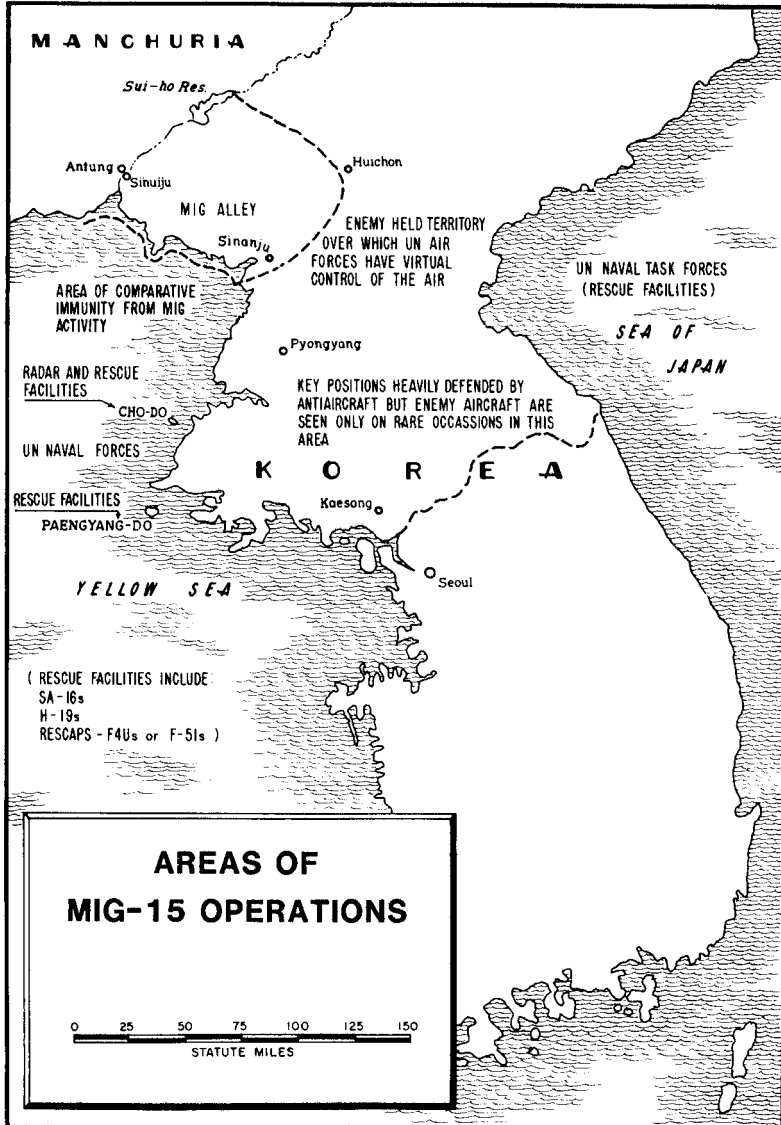 MANCHURIA
Sui-ho Res.
Antung
Sinuiju
Huichon
MIG ALLEY
Sinanju
ENEMY HELD TERRITORY
OVER WHICH UN AIR
FORCES HAVE VIRTUAL
CONTROL OF THE AIR
UN NAVAL TASK FORCES
(RESCUE FACILITIES)
AREA OF COMPARATIVE
IMMUNITY FROM MIG
ACTIVITY
SEA OF
JAPAN
Pyongyang
RADAR AND RESCUE
FACILITIES
CHO-DO
KEY POSITIONS HEAVILY DEFENDED BY
ANTIAIRCRAFT BUT ENEMY AIRCRAFT ARE
SEEN ONLY ON RARE OCCASSIONS IN THIS
AREA
UN NAVAL FORCES
KOREA
RESCUE FACILITIES
PAENGYANG-DO
Kaesong
Seoul
YELLOW SEA
( RESCUE FACILITIES INCLUDE:
SA-16s
H-19s
RESCAPS - F4Us or F-51s )
AREAS OF
MIG-15 OPERATIONS
0 25 50 75 100 125 150
STATUTE MILES